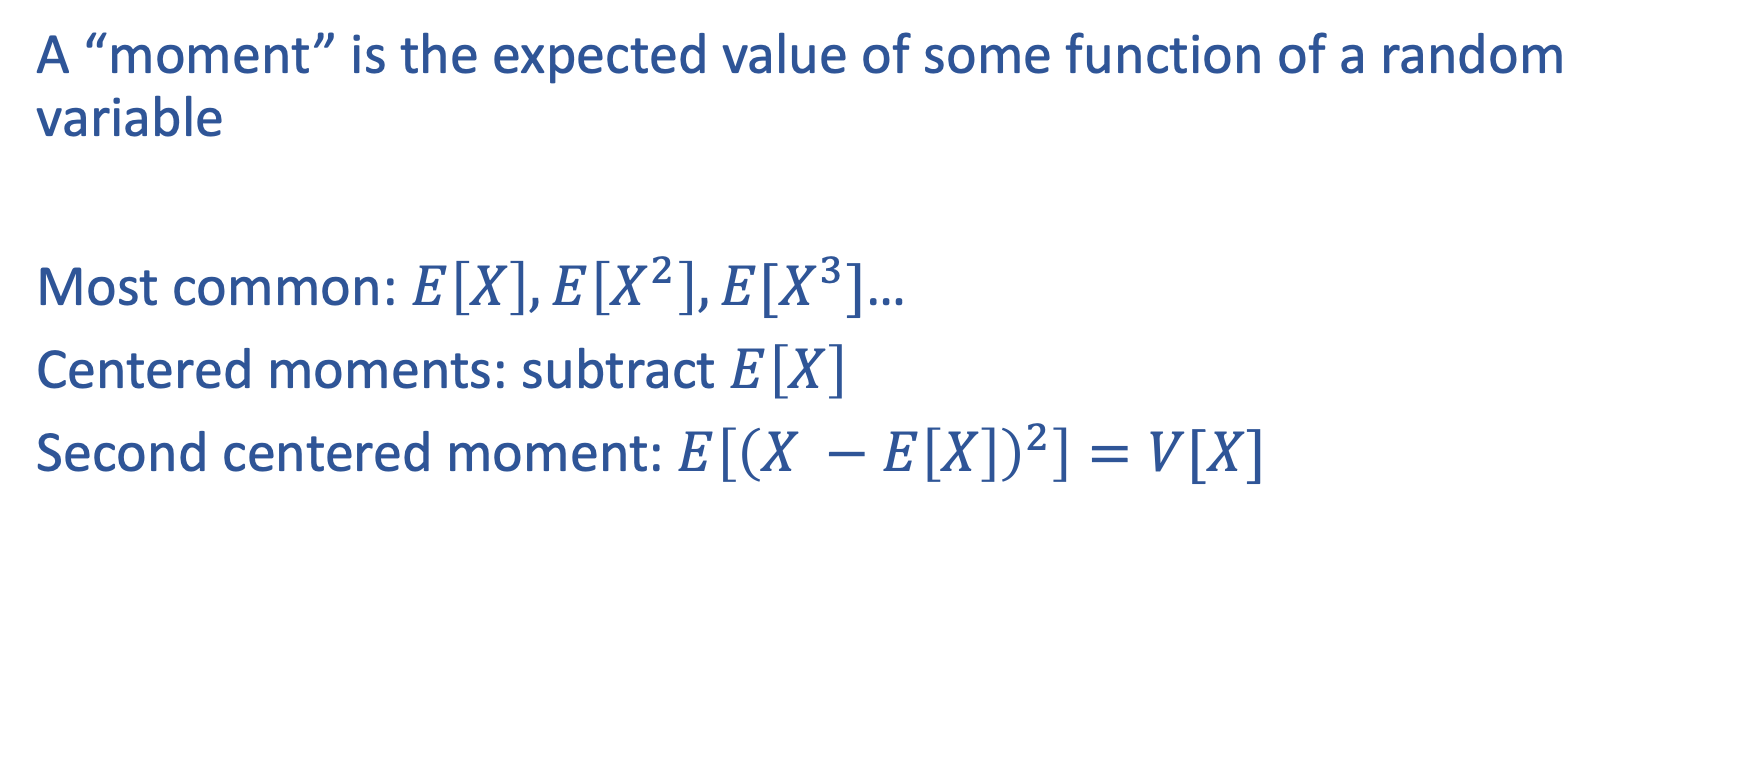 A “moment” is the expected value of some function of a random
variable
Most common: E[X], E[X²], E[X³]...
Centered moments: subtract E[X]
Second centered moment: E[(X − E[X])²] = V[X]